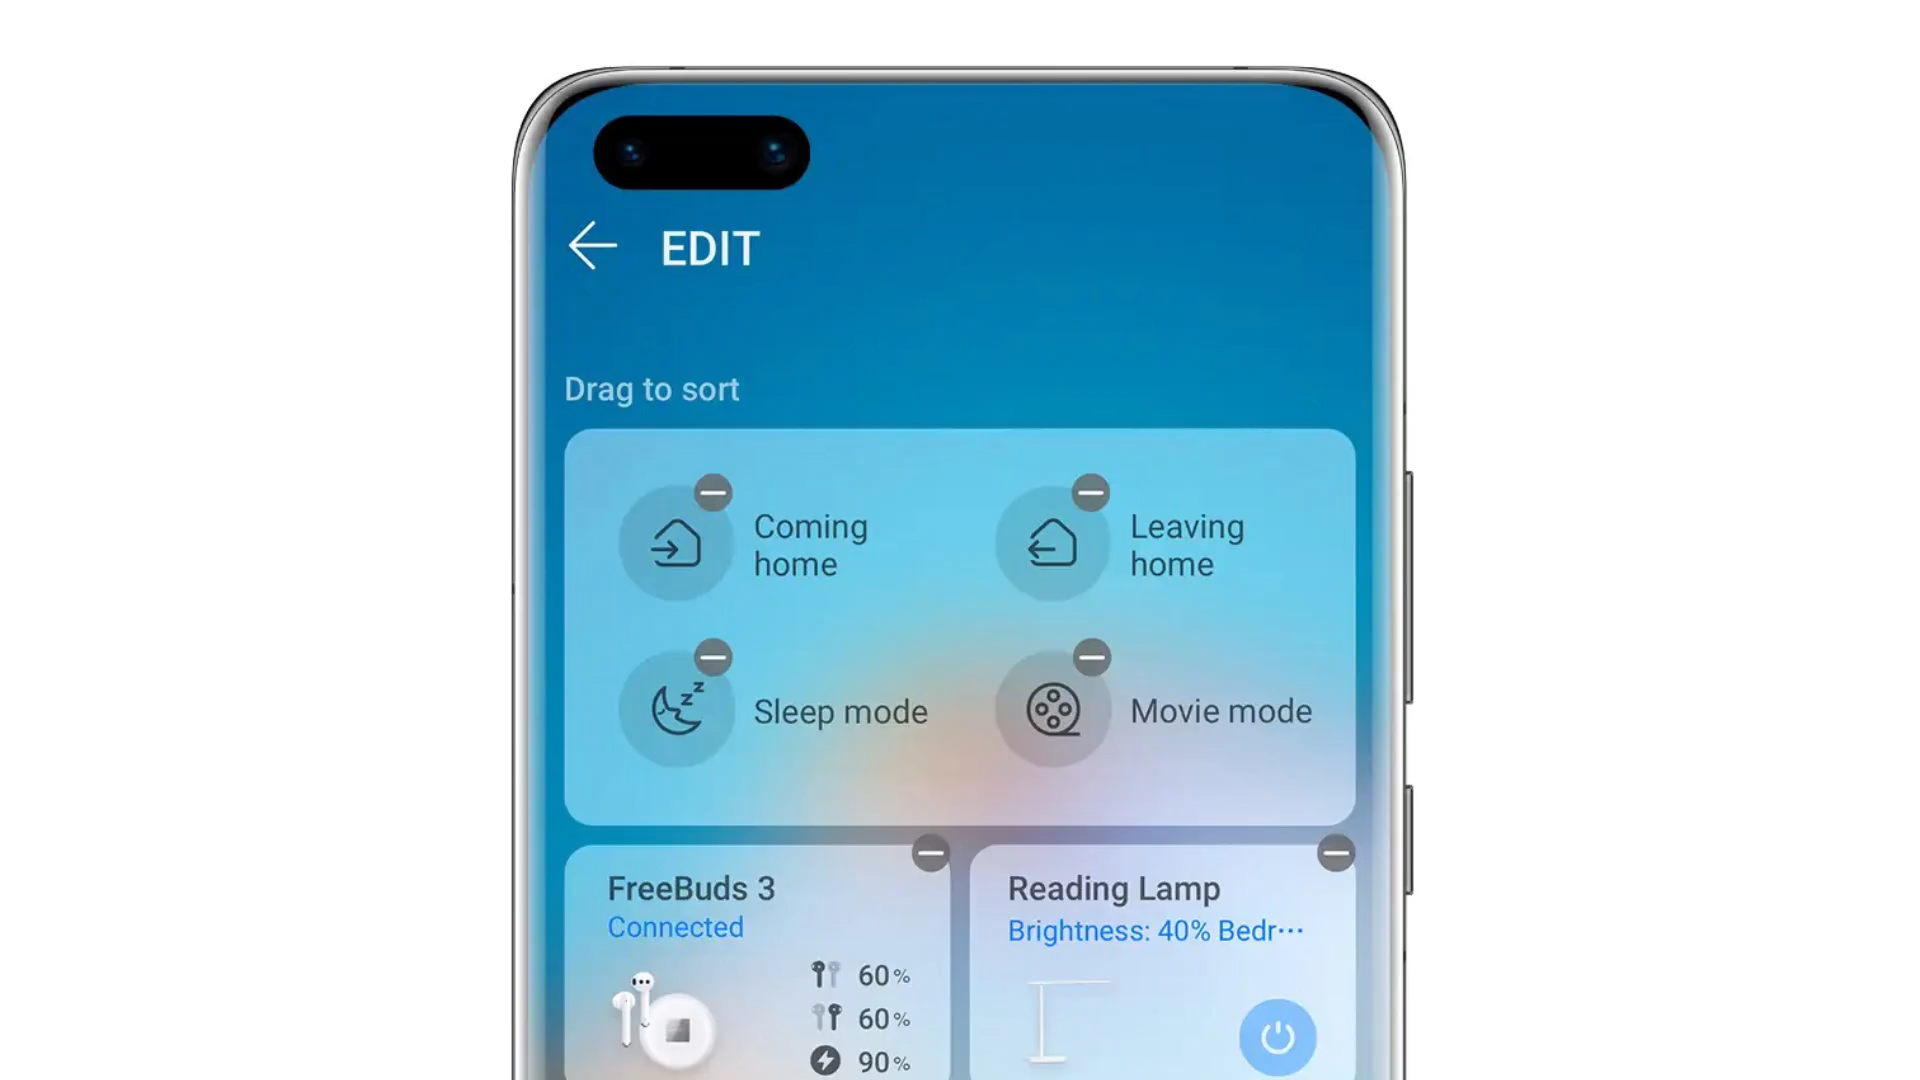 EDIT
Drag to sort
Coming
home
Leaving
home
Sleep mode
Movie mode
FreeBuds 3
Connected
60%
60%
90%
Reading Lamp
Brightness: 40% Bedr···